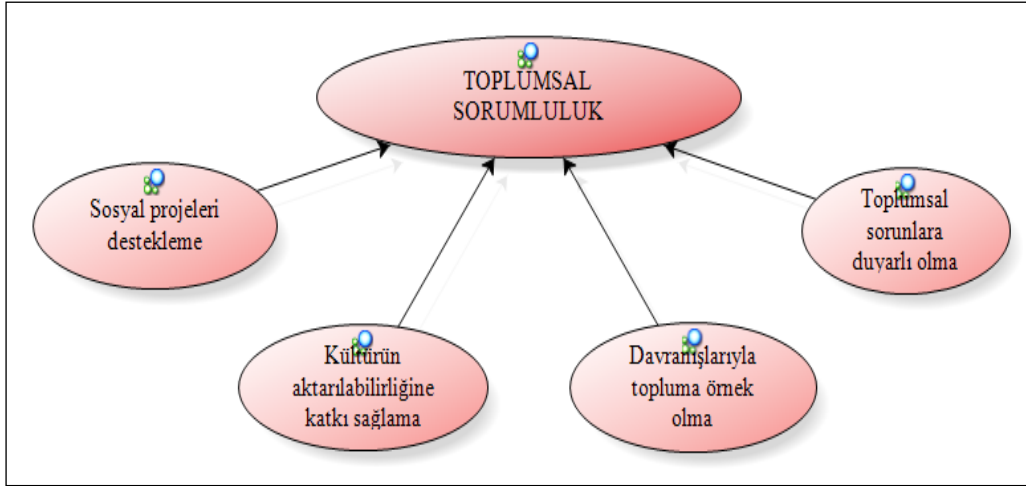 TOPLUMSAL
SORUMLULUK
Sosyal projeleri
destekleme
Toplumsal
sorunlara
duyarlı olma
Kültürün
aktarılabilirliğine
katkı sağlama
Davranışlarıyla
topluma örnek
olma